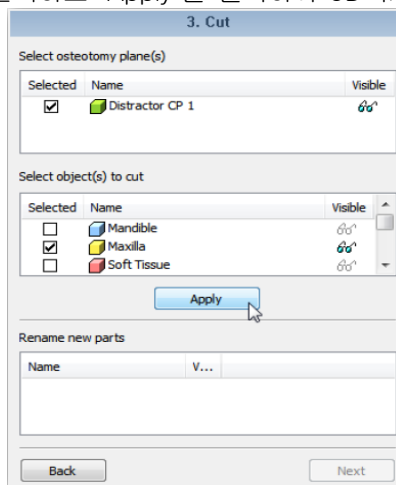 3. Cut
Select osteotomy plane(s)
Selected Name Visible
Distractor CP 1
Select object(s) to cut
Selected Name Visible
Mandible
Maxilla
Soft Tissue
Apply
Rename new parts
Name V...
Back Next